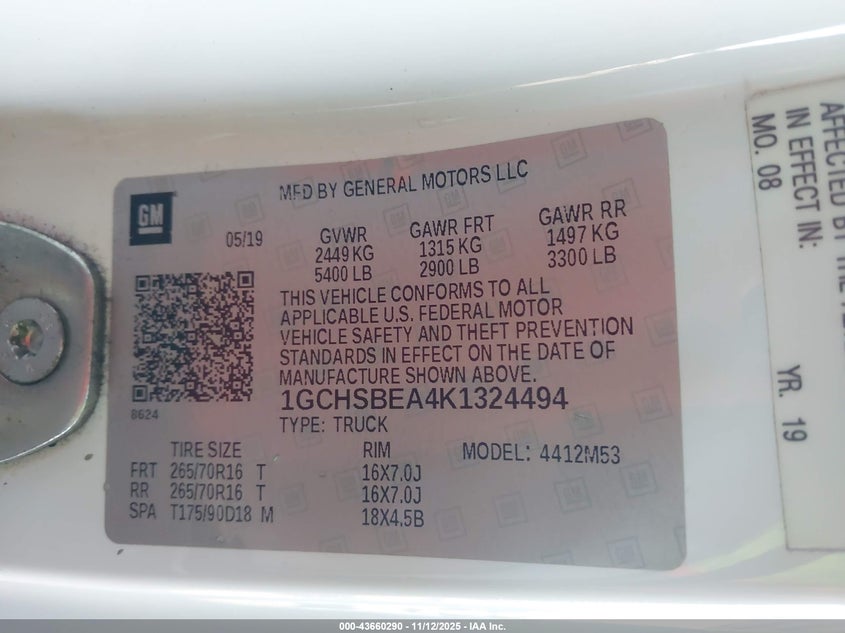 MFD BY GENERAL MOTORS LLC
GM
05/19
GVWR GAWR FRT GAWR RR
2449 KG 1315 KG 1497 KG
5400 LB 2900 LB 3300 LB
THIS VEHICLE CONFORMS TO ALL
APPLICABLE U.S. FEDERAL MOTOR
VEHICLE SAFETY AND THEFT PREVENTION
STANDARDS IN EFFECT ON THE DATE OF
MANUFACTURE SHOWN ABOVE.
1GCHSBEA4K1324494
8624
TYPE: TRUCK
TIRE SIZE RIM MODEL: 4412M53
FRT 265/70R16 T 16X7.0J
RR 265/70R16 T 16X7.0J
SPA T175/90D18 M 18X4.5B
AFFECTED BY
IN EFFECT IN:
MO. 08 YR. 19
000-43660290 - 11/12/2025 - IAA Inc.